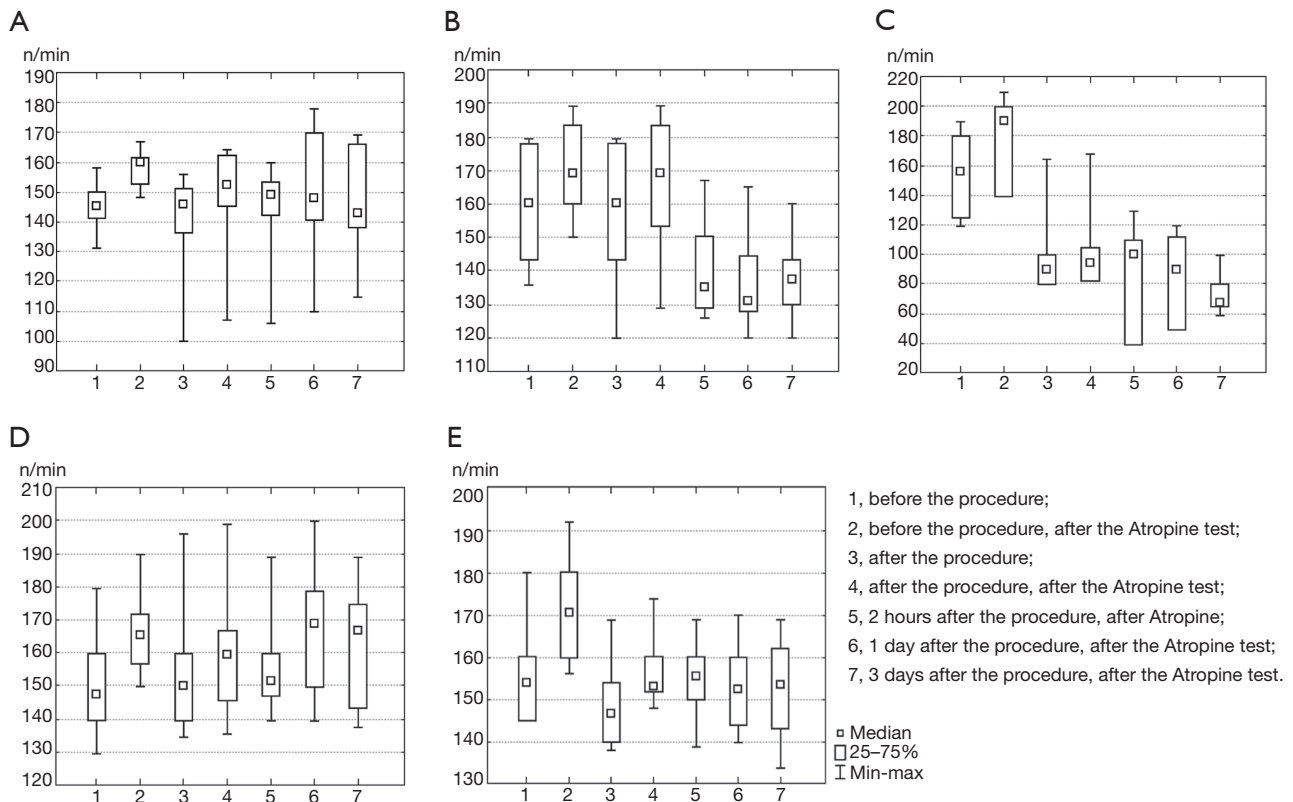 A
n/min
190
180
170
160
150
140
130
120
110
100
90
1 2 3 4 5 6 7
B
n/min
200
190
180
170
160
150
140
130
120
110
1 2 3 4 5 6 7
C
n/min
220
200
180
160
140
120
100
80
60
40
20
1 2 3 4 5 6 7
D
n/min
210
200
190
180
170
160
150
140
130
120
1 2 3 4 5 6 7
E
n/min
200
190
180
170
160
150
140
130
1 2 3 4 5 6 7
1, before the procedure;
2, before the procedure, after the Atropine test;
3, after the procedure;
4, after the procedure, after the Atropine test;
5, 2 hours after the procedure, after Atropine;
6, 1 day after the procedure, after the Atropine test;
7, 3 days after the procedure, after the Atropine test.
Median
25–75%
Min-max